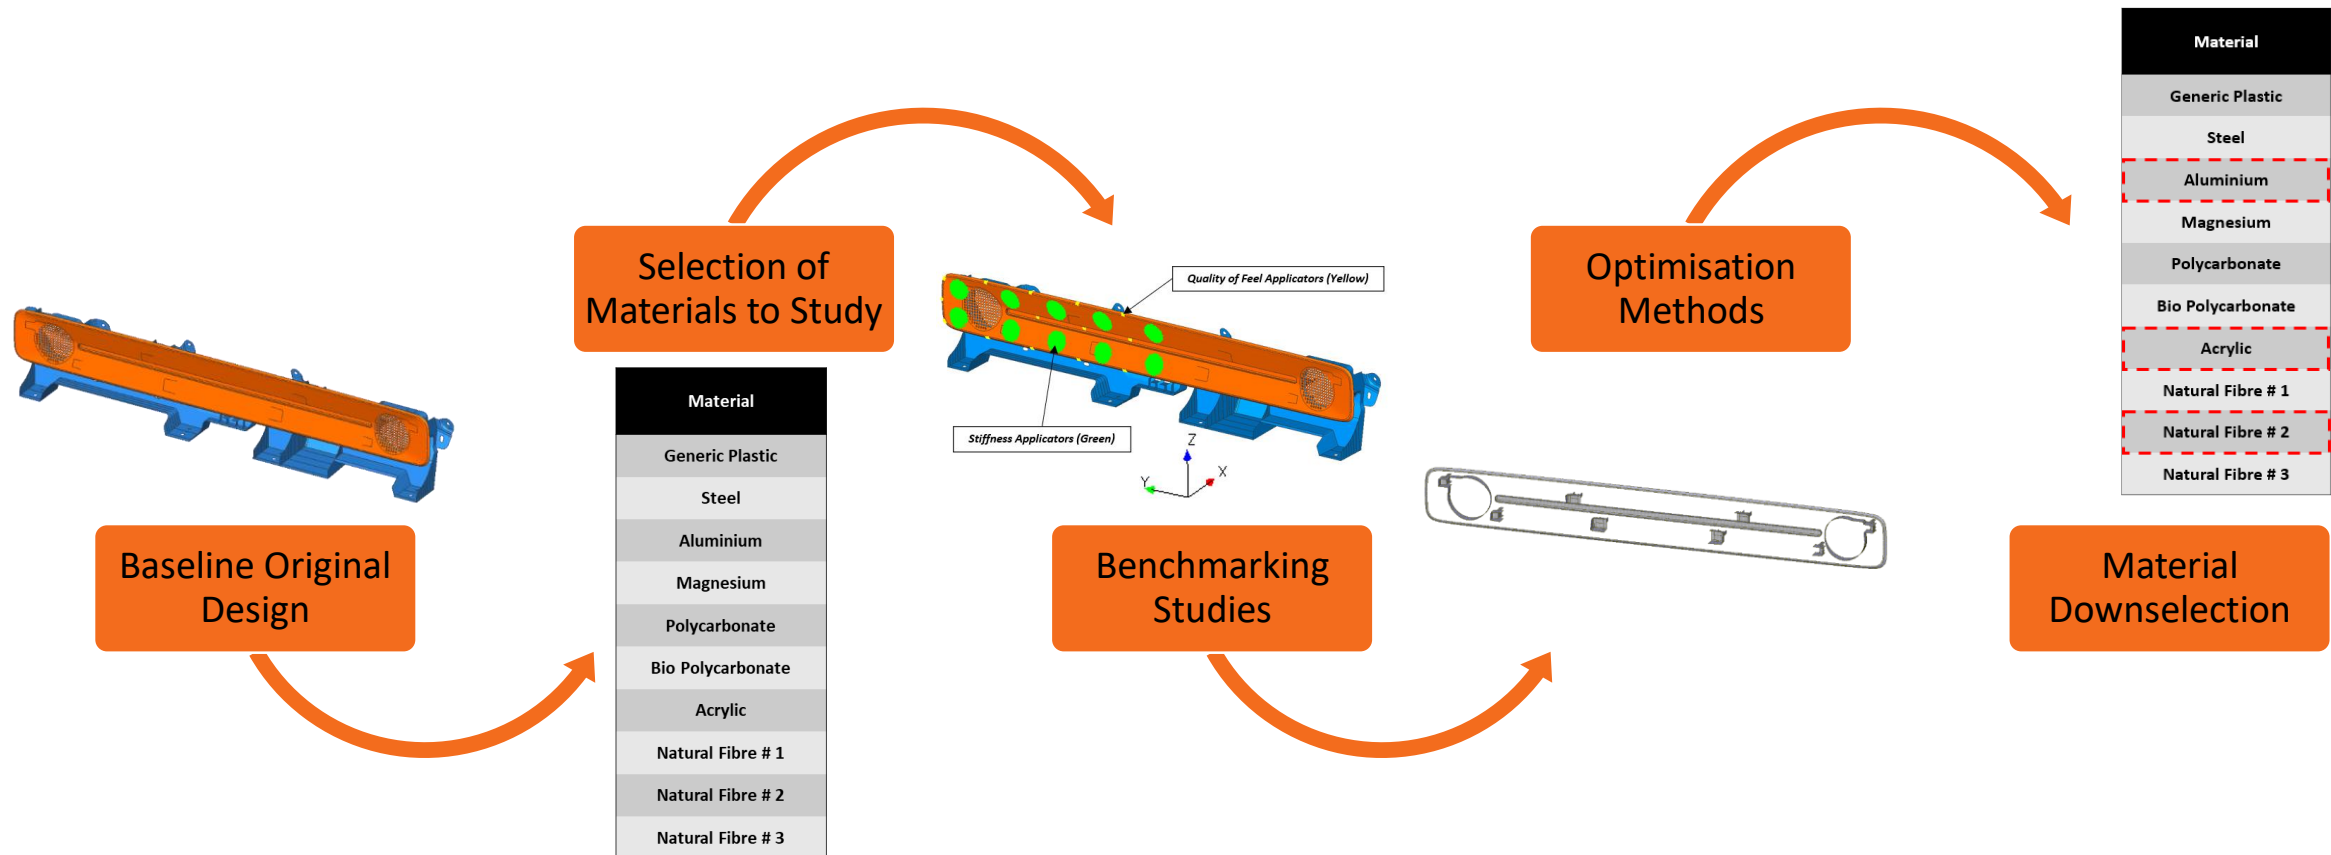 Baseline Original
Design
Selection of
Materials to Study
Material
Generic Plastic
Steel
Aluminium
Magnesium
Polycarbonate
Bio Polycarbonate
Acrylic
Natural Fibre # 1
Natural Fibre # 2
Natural Fibre # 3
Quality of Feel Applicators (Yellow)
Stiffness Applicators (Green)
Z
Y
X
Benchmarking
Studies
Optimisation
Methods
Material
Generic Plastic
Steel
Aluminium
Magnesium
Polycarbonate
Bio Polycarbonate
Acrylic
Natural Fibre # 1
Natural Fibre # 2
Natural Fibre # 3
Material
Downselection